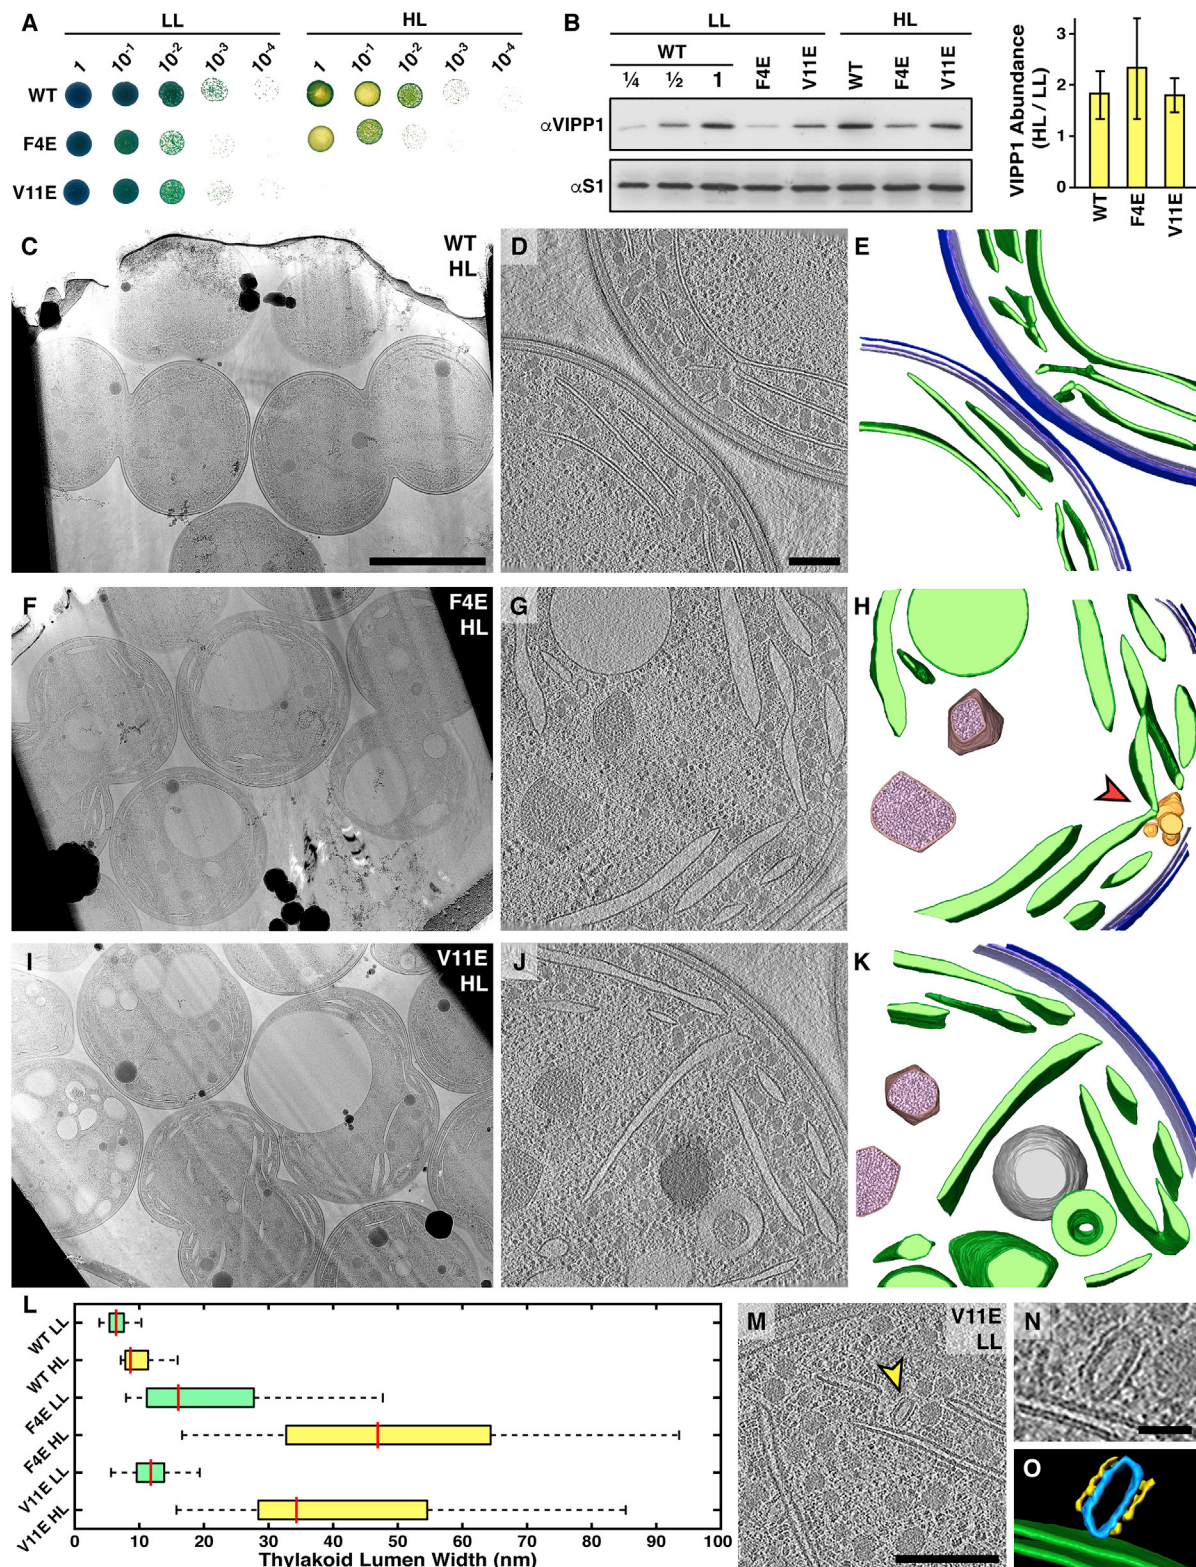 A
LL
HL
1 10⁻¹ 10⁻² 10⁻³ 10⁻⁴
1 10⁻¹ 10⁻² 10⁻³ 10⁻⁴
WT
F4E
V11E
B
LL
HL
WT
¼ ½ 1 F4E V11E WT F4E V11E
αVIPP1
αS1
VIPP1 Abundance
(HL / LL)
3
2
1
0
WT F4E V11E
C
WT
HL
D
E
F
F4E
HL
G
H
I
V11E
HL
J
K
L
WT LL
WT HL
F4E LL
F4E HL
V11E LL
V11E HL
0 10 20 30 40 50 60 70 80 90 100
Thylakoid Lumen Width (nm)
M
V11E
LL
N
O